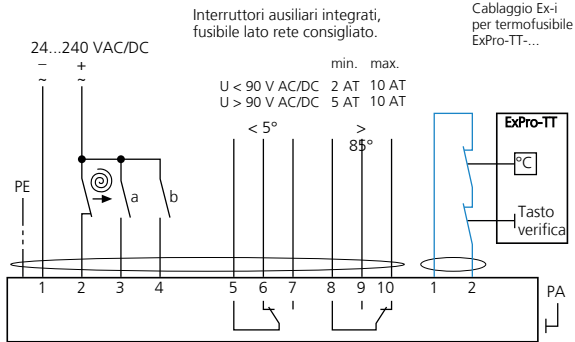 Interruttori ausiliari integrati,
fusibile lato rete consigliato.
Cablaggio Ex-i
per termofusibile
ExPro-TT-...
24...240 VAC/DC
– +
~ ~
min. max.
U < 90 V AC/DC 2 AT 10 AT
U > 90 V AC/DC 5 AT 10 AT
< 5°
>
85°
ExPro-TT
°C
Tasto
verifica
PE
a
b
1 2 3 4 5 6 7 8 9 10 1 2
PA